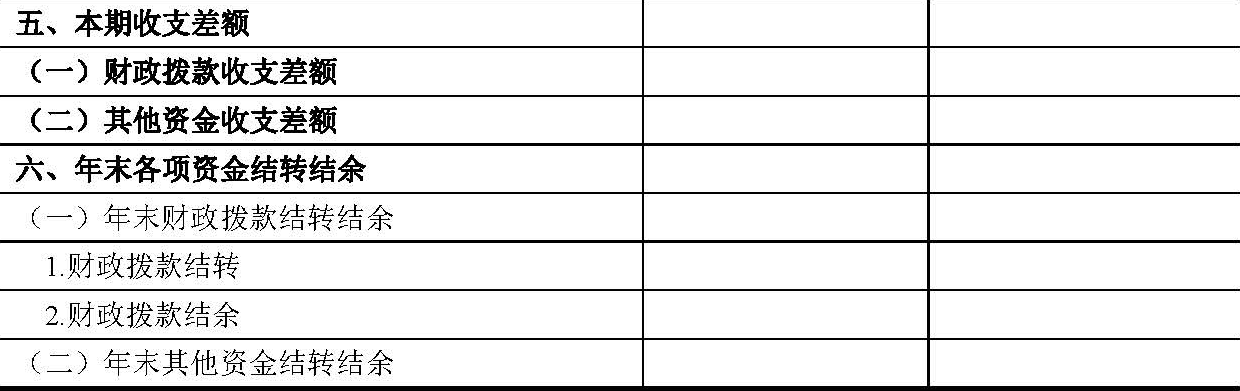 五、本期收支差额
（一）财政拨款收支差额
（二）其他资金收支差额
六、年末各项资金结转结余
（一）年末财政拨款结转结余
1.财政拨款结转
2.财政拨款结余
（二）年末其他资金结转结余